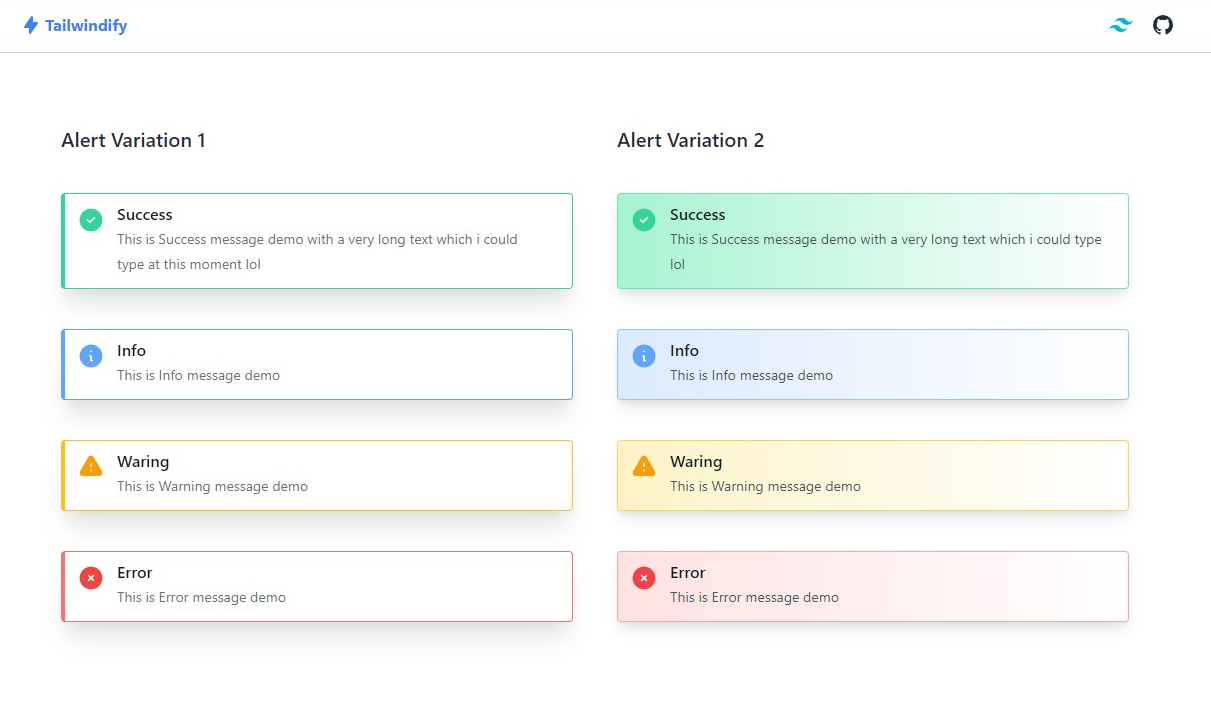 Tailwindify
Alert Variation 1
Success
This is Success message demo with a very long text which i could
type at this moment lol
Info
This is Info message demo
Waring
This is Warning message demo
Error
This is Error message demo
Alert Variation 2
Success
This is Success message demo with a very long text which i could type
lol
Info
This is Info message demo
Waring
This is Warning message demo
Error
This is Error message demo